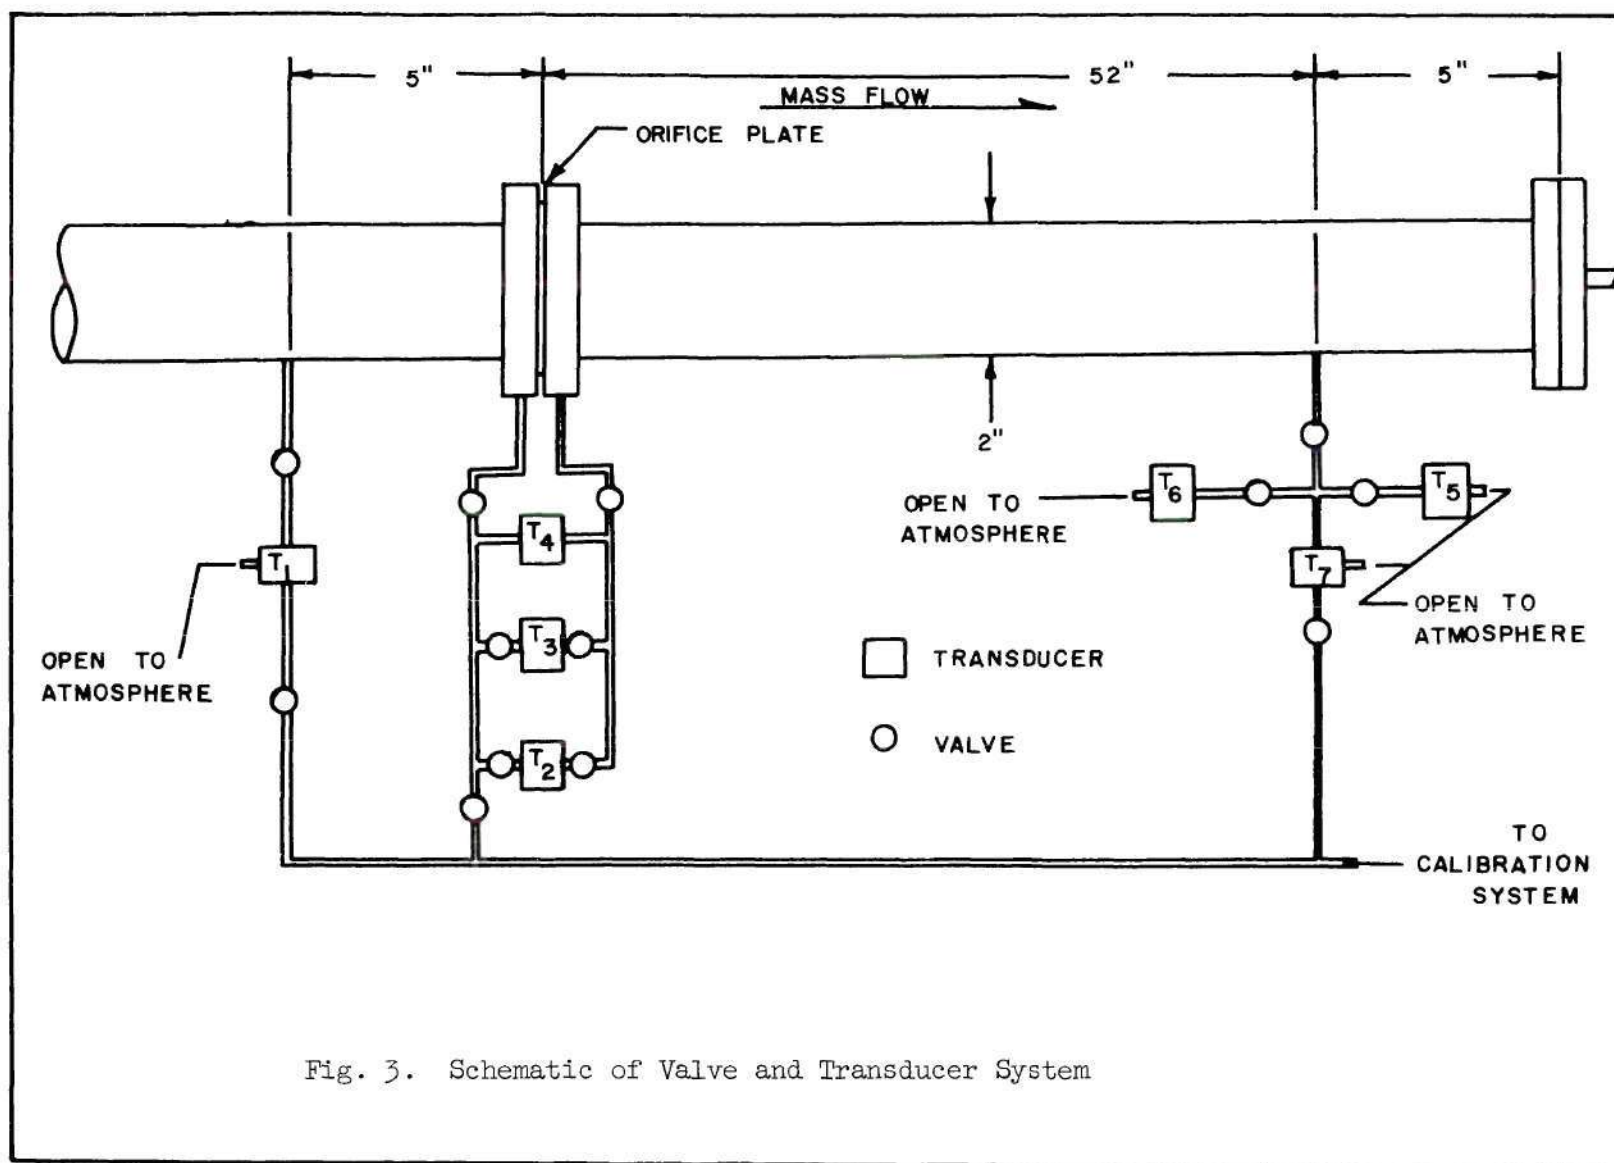 5" 52" 5"
MASS FLOW
ORIFICE PLATE
2"
T6
T5
OPEN TO
ATMOSPHERE
T4
T1
T7
OPEN TO
ATMOSPHERE
T3
OPEN TO
ATMOSPHERE
TRANSDUCER
T2
VALVE
TO
CALIBRATION
SYSTEM
Fig. 3. Schematic of Valve and Transducer System